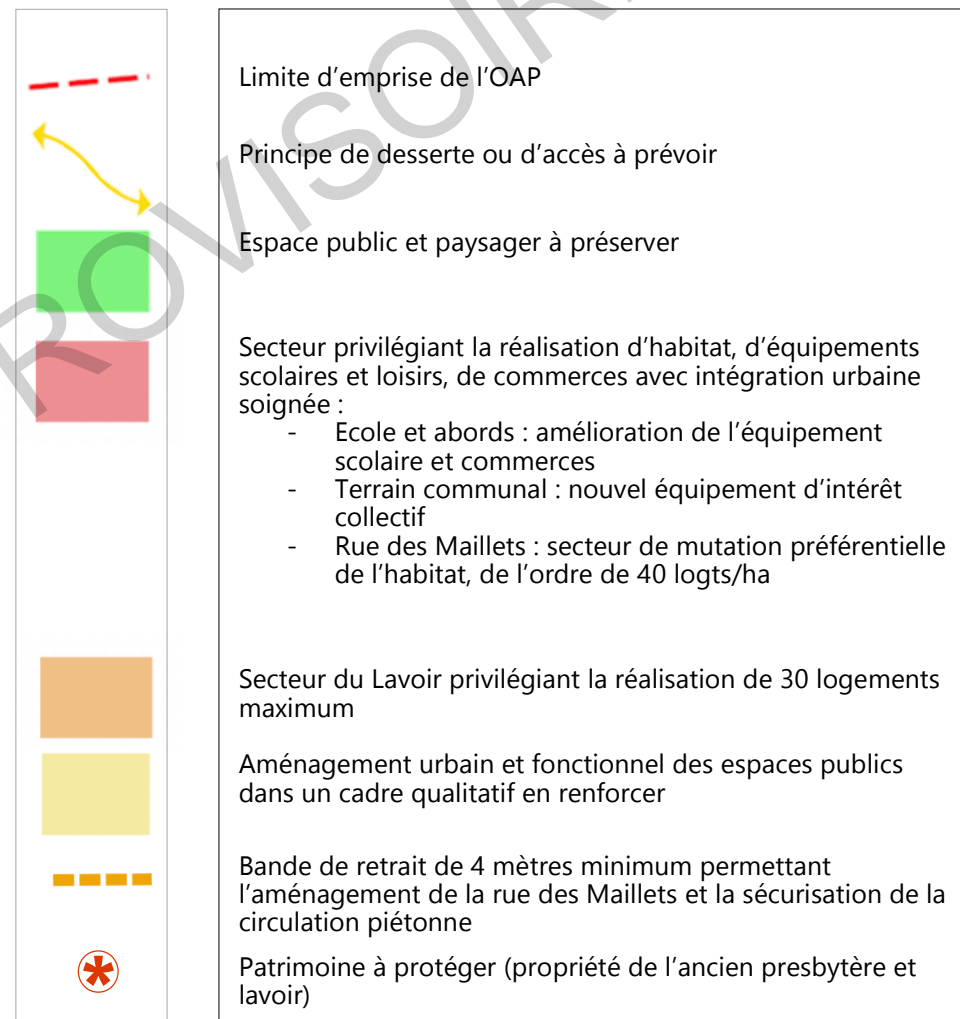 Limite d'emprise de l'OAP
Principe de desserte ou d'accès à prévoir
Espace public et paysager à préserver
Secteur privilégiant la réalisation d'habitat, d'équipements
scolaires et loisirs, de commerces avec intégration urbaine
soignée :
- Ecole et abords : amélioration de l'équipement
scolaire et commerces
- Terrain communal : nouvel équipement d'intérêt
collectif
- Rue des Maillets : secteur de mutation préférentielle
de l'habitat, de l'ordre de 40 logts/ha
Secteur du Lavoir privilégiant la réalisation de 30 logements
maximum
Aménagement urbain et fonctionnel des espaces publics
dans un cadre qualitatif en renforcer
Bande de retrait de 4 mètres minimum permettant
l'aménagement de la rue des Maillets et la sécurisation de la
circulation piétonne
Patrimoine à protéger (propriété de l'ancien presbytère et
lavoir)
ROVISOIR